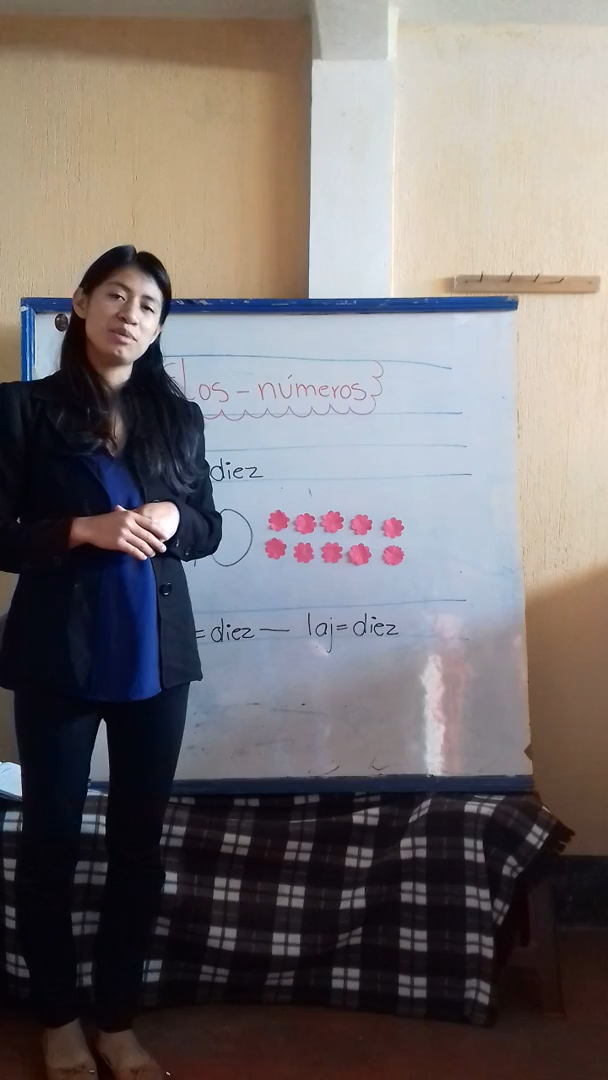 {Los - números}
diez
= diez — laj = diez